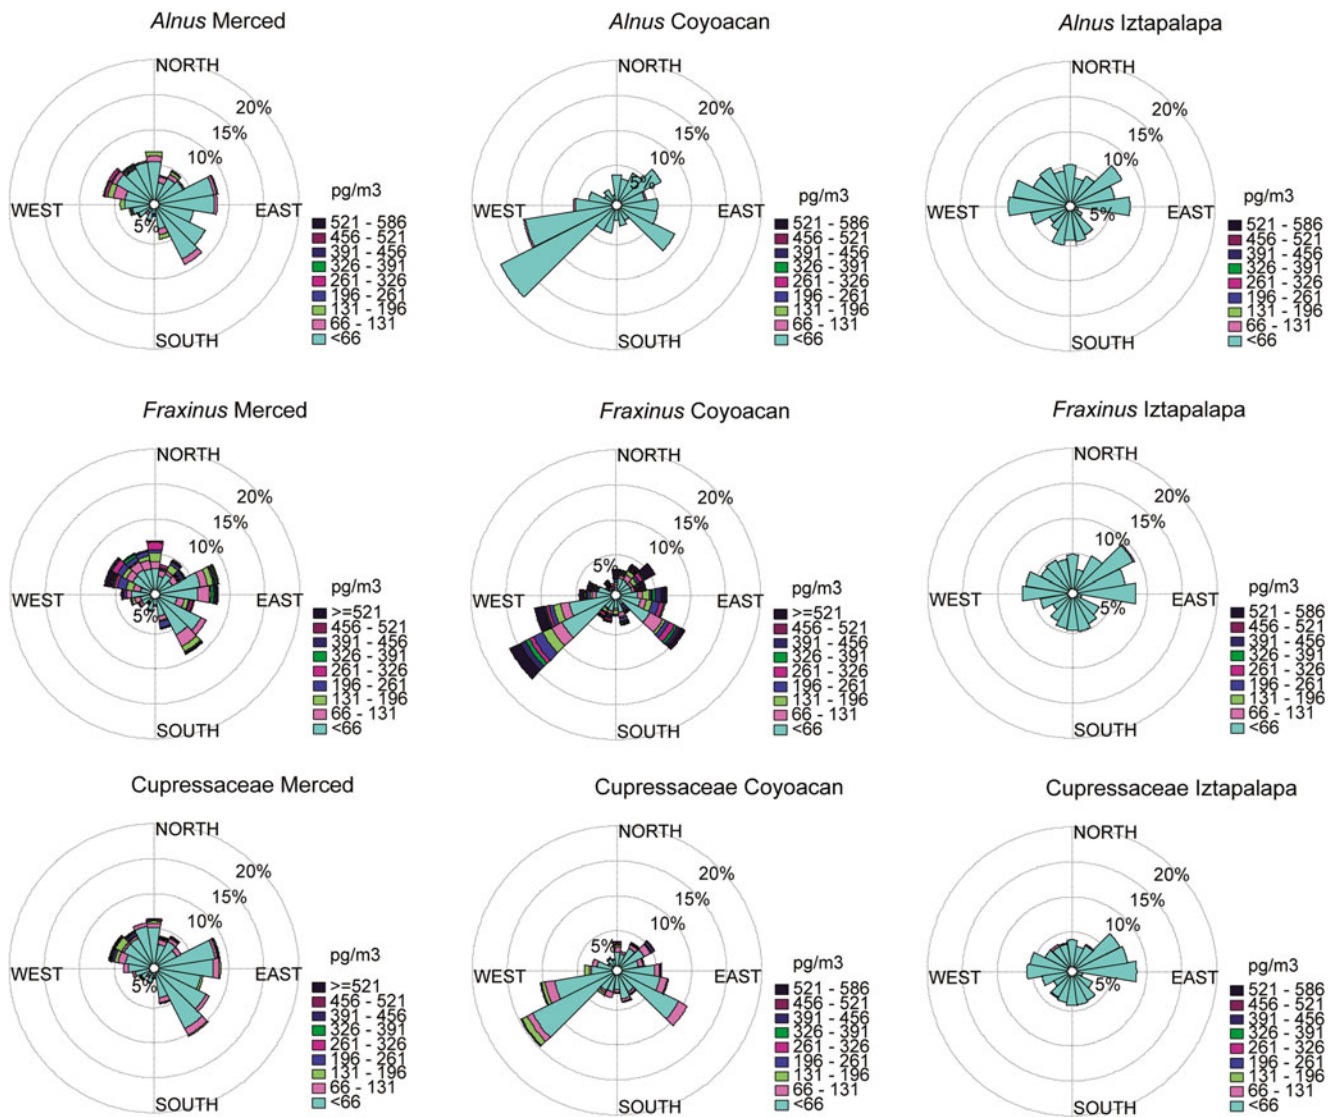 Alnus Merced
NORTH
20%
15%
10%
5%
WEST
EAST
SOUTH
pg/m3
521 - 586
456 - 521
391 - 456
326 - 391
261 - 326
196 - 261
131 - 196
66 - 131
<66
Alnus Coyoacan
NORTH
20%
15%
10%
5%
WEST
EAST
SOUTH
pg/m3
521 - 586
456 - 521
391 - 456
326 - 391
261 - 326
196 - 261
131 - 196
66 - 131
<66
Alnus Iztapalapa
NORTH
20%
15%
10%
5%
WEST
EAST
SOUTH
pg/m3
521 - 586
456 - 521
391 - 456
326 - 391
261 - 326
196 - 261
131 - 196
66 - 131
<66
Fraxinus Merced
NORTH
20%
15%
10%
5%
WEST
EAST
SOUTH
pg/m3
>=521
456 - 521
391 - 456
326 - 391
261 - 326
196 - 261
131 - 196
66 - 131
<66
Fraxinus Coyoacan
NORTH
20%
15%
10%
5%
WEST
EAST
SOUTH
pg/m3
>=521
456 - 521
391 - 456
326 - 391
261 - 326
196 - 261
131 - 196
66 - 131
<66
Fraxinus Iztapalapa
NORTH
20%
15%
10%
5%
WEST
EAST
SOUTH
pg/m3
521 - 586
456 - 521
391 - 456
326 - 391
261 - 326
196 - 261
131 - 196
66 - 131
<66
Cupressaceae Merced
NORTH
20%
15%
10%
5%
WEST
EAST
SOUTH
pg/m3
>=521
456 - 521
391 - 456
326 - 391
261 - 326
196 - 261
131 - 196
66 - 131
<66
Cupressaceae Coyoacan
NORTH
20%
15%
10%
5%
WEST
EAST
SOUTH
pg/m3
521 - 586
456 - 521
391 - 456
326 - 391
261 - 326
196 - 261
131 - 196
66 - 131
<66
Cupressaceae Iztapalapa
NORTH
20%
15%
10%
5%
WEST
EAST
SOUTH
pg/m3
521 - 586
456 - 521
391 - 456
326 - 391
261 - 326
196 - 261
131 - 196
66 - 131
<66